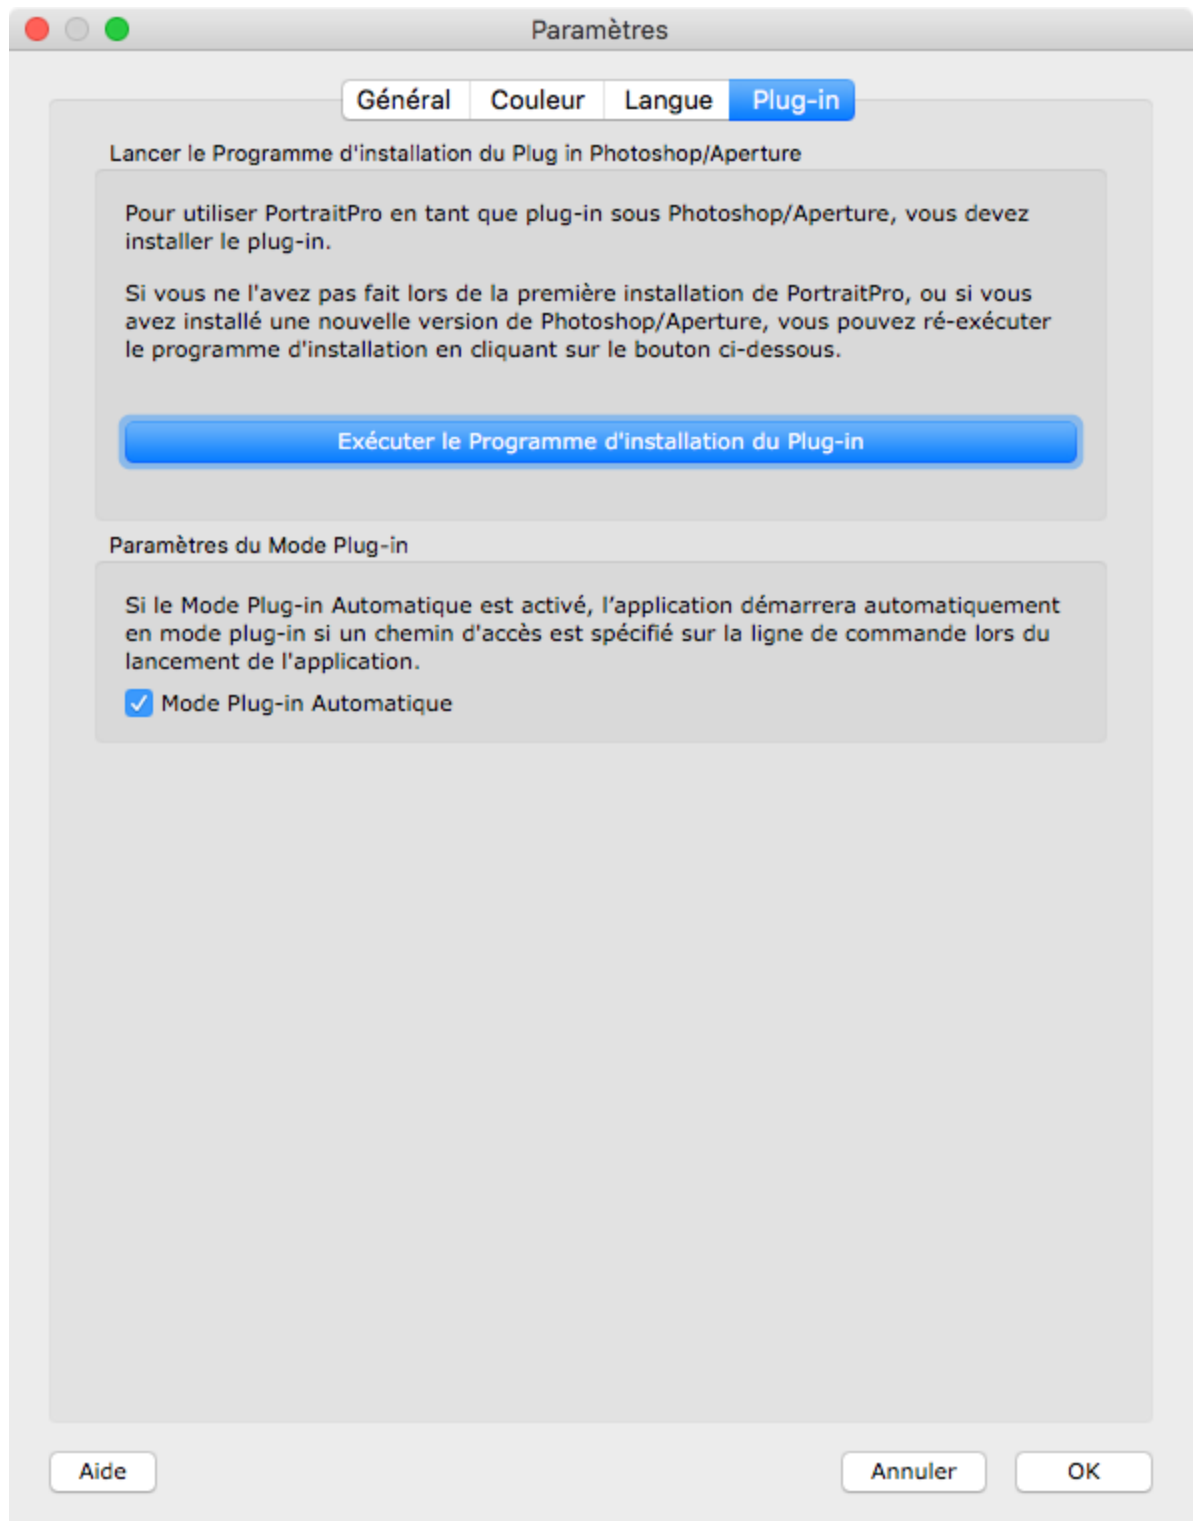 Paramètres
Général Couleur Langue Plug-in
Lancer le Programme d'installation du Plug in Photoshop/Aperture
Pour utiliser PortraitPro en tant que plug-in sous Photoshop/Aperture, vous devez
installer le plug-in.
Si vous ne l'avez pas fait lors de la première installation de PortraitPro, ou si vous
avez installé une nouvelle version de Photoshop/Aperture, vous pouvez ré-exécuter
le programme d'installation en cliquant sur le bouton ci-dessous.
Exécuter le Programme d'installation du Plug-in
Paramètres du Mode Plug-in
Si le Mode Plug-in Automatique est activé, l’application démarrera automatiquement
en mode plug-in si un chemin d'accès est spécifié sur la ligne de commande lors du
lancement de l'application.
Mode Plug-in Automatique
Aide Annuler OK